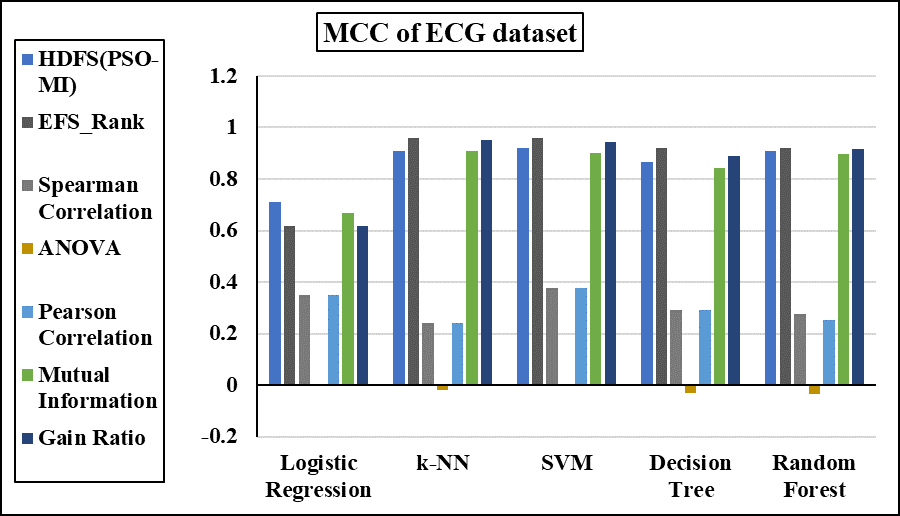 MCC of ECG dataset
HDFS(PSO-
MI)
EFS_Rank
Spearman
Correlation
ANOVA
Pearson
Correlation
Mutual
Information
Gain Ratio
1.2
1
0.8
0.6
0.4
0.2
0
-0.2
Logistic
Regression
k-NN
SVM
Decision
Tree
Random
Forest